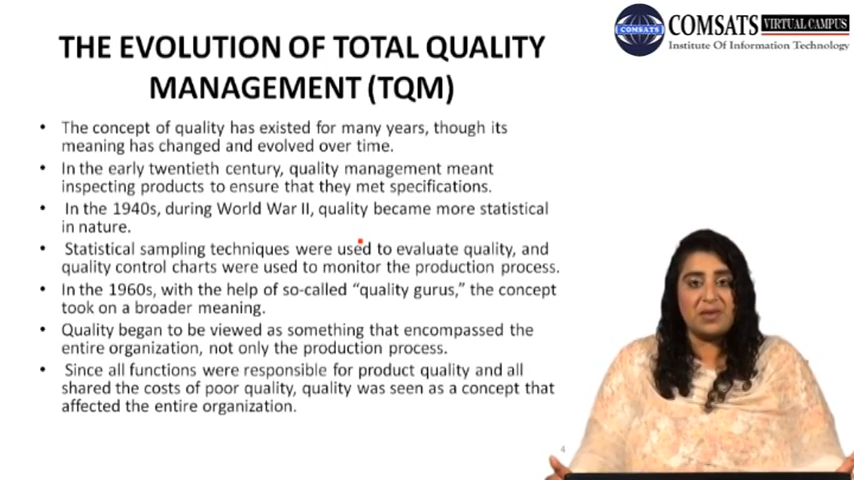 THE EVOLUTION OF TOTAL QUALITY
MANAGEMENT (TQM)
COMSATS
COMSATS VIRTUAL CAMPUS
Institute Of Information Technology
• The concept of quality has existed for many years, though its
meaning has changed and evolved over time.
• In the early twentieth century, quality management meant
inspecting products to ensure that they met specifications.
• In the 1940s, during World War II, quality became more statistical
in nature.
• Statistical sampling techniques were used to evaluate quality, and
quality control charts were used to monitor the production process.
• In the 1960s, with the help of so-called “quality gurus,” the concept
took on a broader meaning.
• Quality began to be viewed as something that encompassed the
entire organization, not only the production process.
• Since all functions were responsible for product quality and all
shared the costs of poor quality, quality was seen as a concept that
affected the entire organization.
4